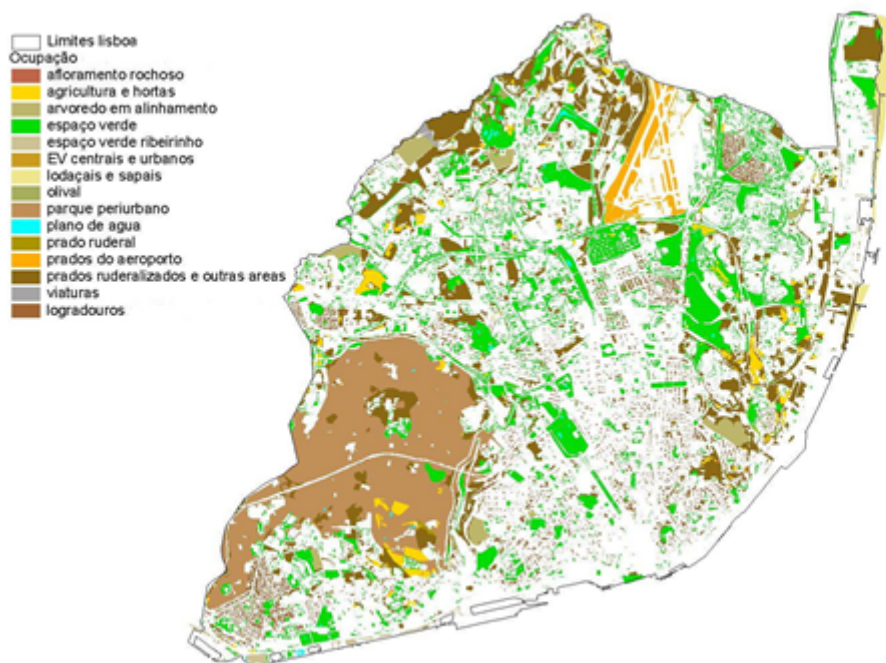 Limites lisboa
Ocupação
afloramento rochoso
agricultura e hortas
arvoredo em alinhamento
espaço verde
espaço verde ribeirinho
EV centrais e urbanos
lodaçais e sapais
olival
parque periurbano
plano de agua
prado ruderal
prados do aeroporto
prados ruderalizados e outras areas
viaturas
logradouros